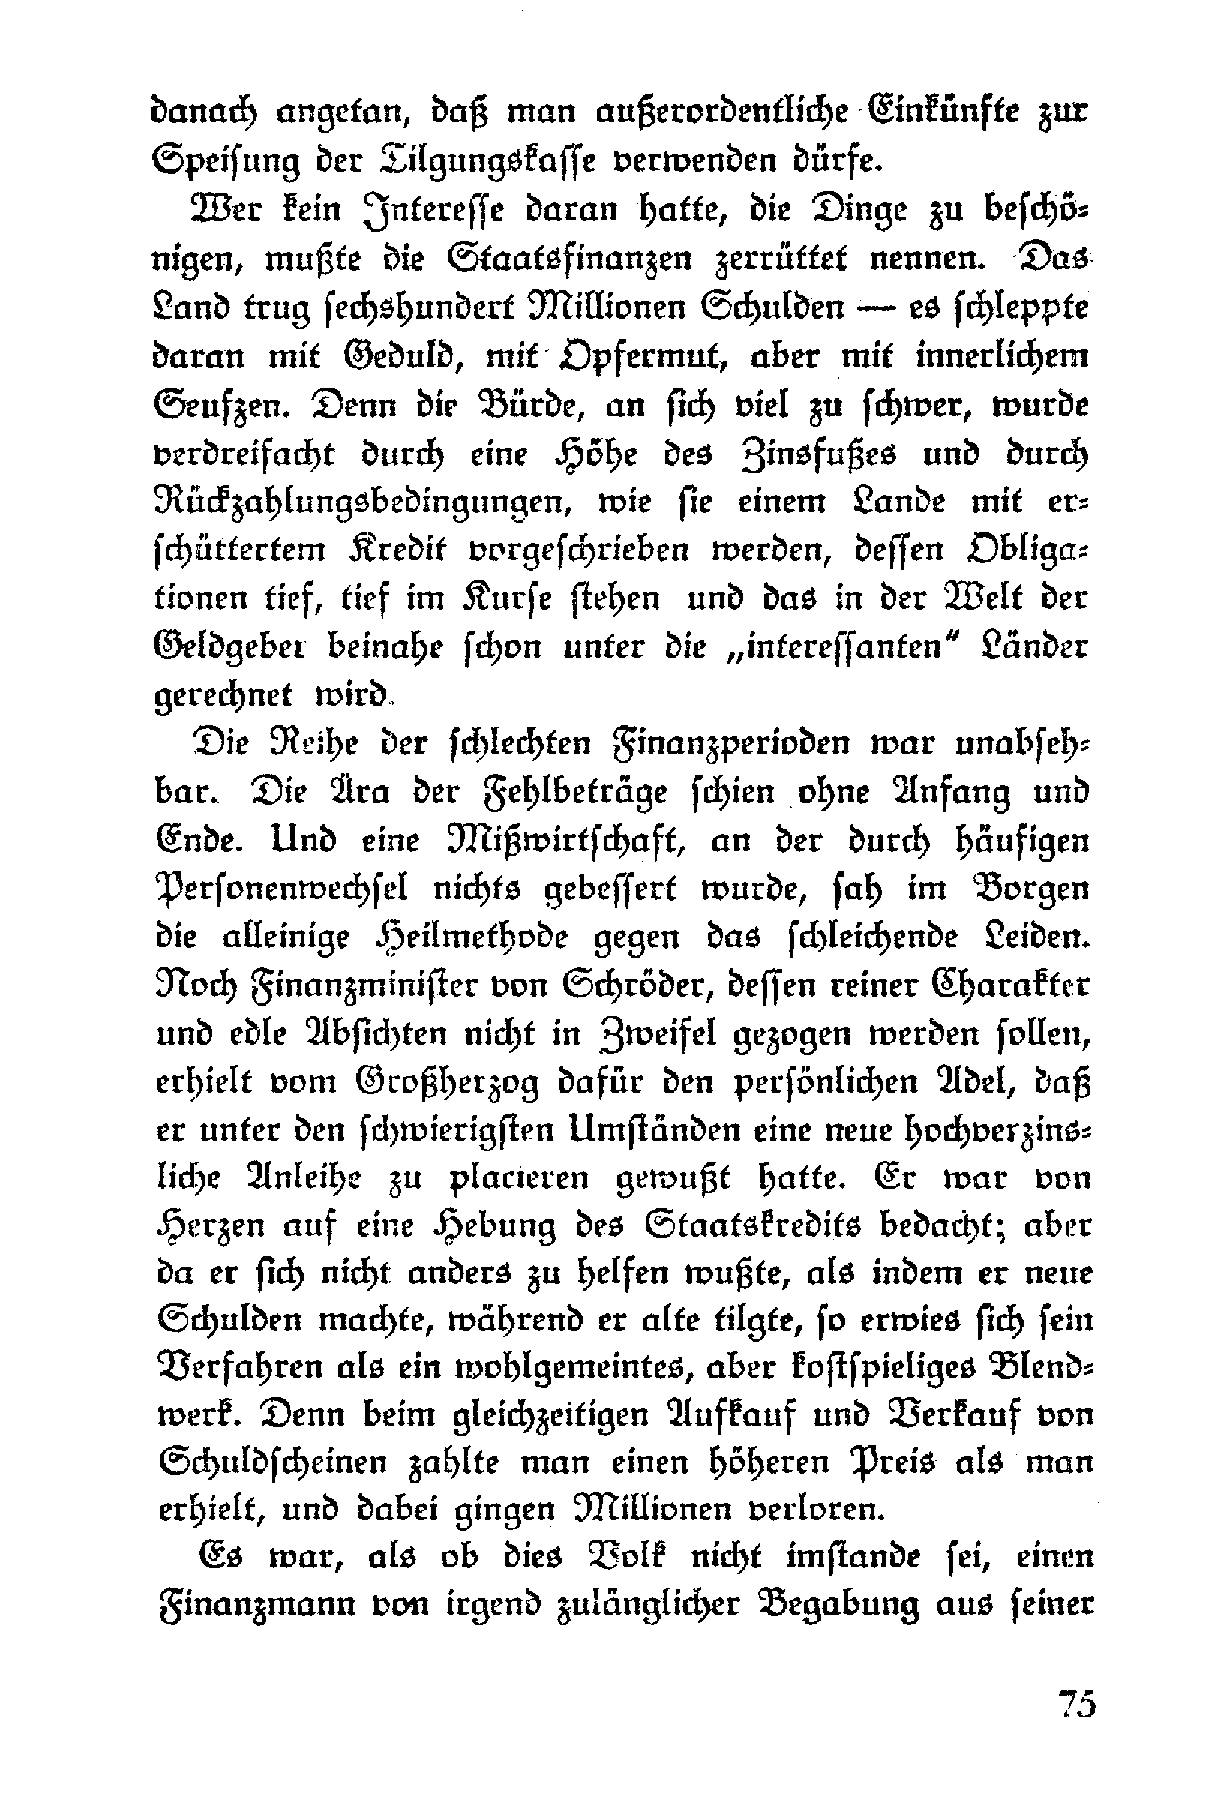 danach angetan, daß man außerordentliche Einkünfte zur
Speisung der Tilgungskasse verwenden dürfe.
Wer kein Interesse daran hatte, die Dinge zu beschö-
nigen, mußte die Staatsfinanzen zerrüttet nennen. Das
Land trug sechshundert Millionen Schulden — es schleppte
daran mit Geduld, mit Opfermut, aber mit innerlichem
Seufzen. Denn die Bürde, an sich viel zu schwer, wurde
verdreifacht durch eine Höhe des Zinsfußes und durch
Rückzahlungsbedingungen, wie sie einem Lande mit er-
schüttertem Kredit vorgeschrieben werden, dessen Obliga-
tionen tief, tief im Kurse stehen und das in der Welt der
Geldgeber beinahe schon unter die „interessanten" Länder
gerechnet wird.
Die Reihe der schlechten Finanzperioden war unabseh-
bar. Die Ära der Fehlbeträge schien ohne Anfang und
Ende. Und eine Mißwirtschaft, an der durch häufigen
Personenwechsel nichts gebessert wurde, sah im Borgen
die alleinige Heilmethode gegen das schleichende Leiden.
Noch Finanzminister von Schröder, dessen reiner Charakter
und edle Absichten nicht in Zweifel gezogen werden sollen,
erhielt vom Großherzog dafür den persönlichen Adel, daß
er unter den schwierigsten Umständen eine neue hochverzins-
liche Anleihe zu placieren gewußt hatte. Er war von
Herzen auf eine Hebung des Staatskredits bedacht; aber
da er sich nicht anders zu helfen wußte, als indem er neue
Schulden machte, während er alte tilgte, so erwies sich sein
Verfahren als ein wohlgemeintes, aber kostspieliges Blend-
werk. Denn beim gleichzeitigen Aufkauf und Verkauf von
Schuldscheinen zahlte man einen höheren Preis als man
erhielt, und dabei gingen Millionen verloren.
Es war, als ob dies Volk nicht imstande sei, einen
Finanzmann von irgend zulänglicher Begabung aus seiner
75